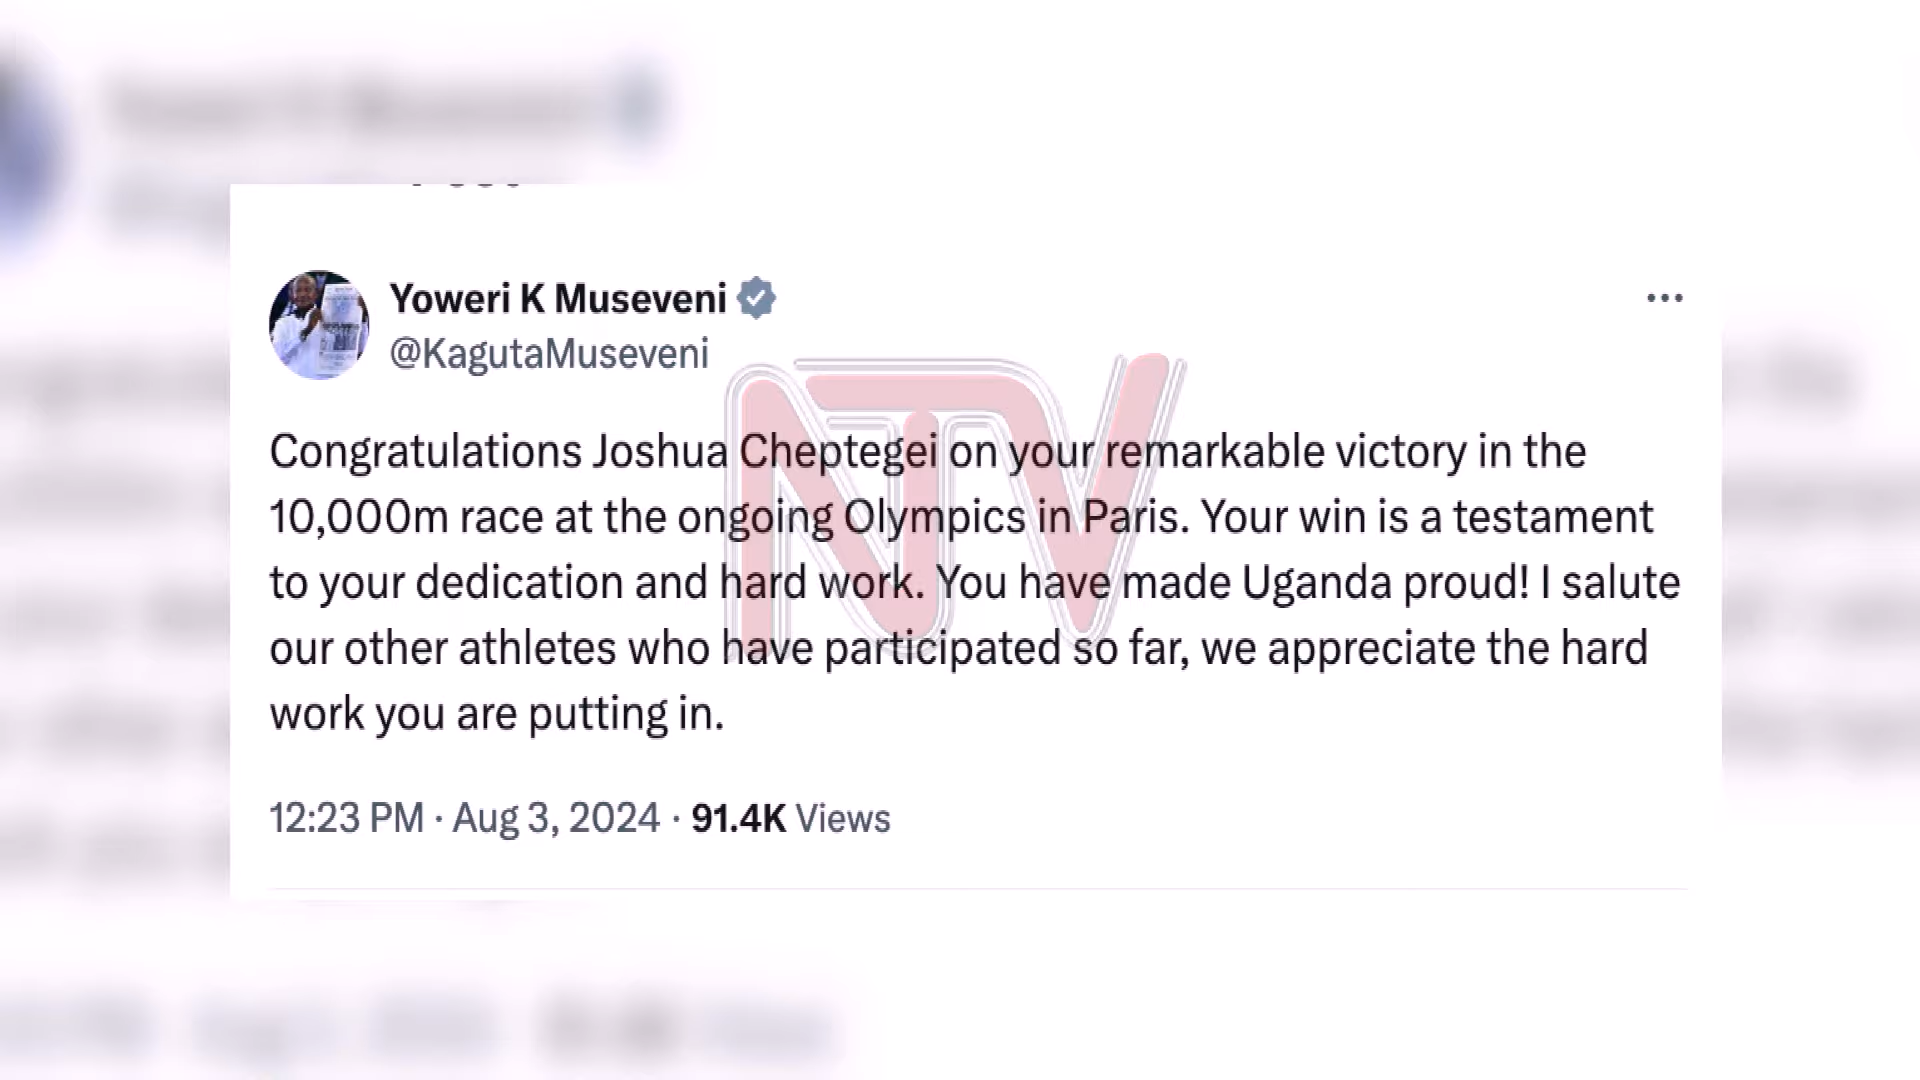 Yoweri K Museveni
@KagutaMuseveni
Congratulations Joshua Cheptegei on your remarkable victory in the
10,000m race at the ongoing Olympics in Paris. Your win is a testament
to your dedication and hard work. You have made Uganda proud! I salute
our other athletes who have participated so far, we appreciate the hard
work you are putting in.
12:23 PM · Aug 3, 2024 · 91.4K Views
NTV